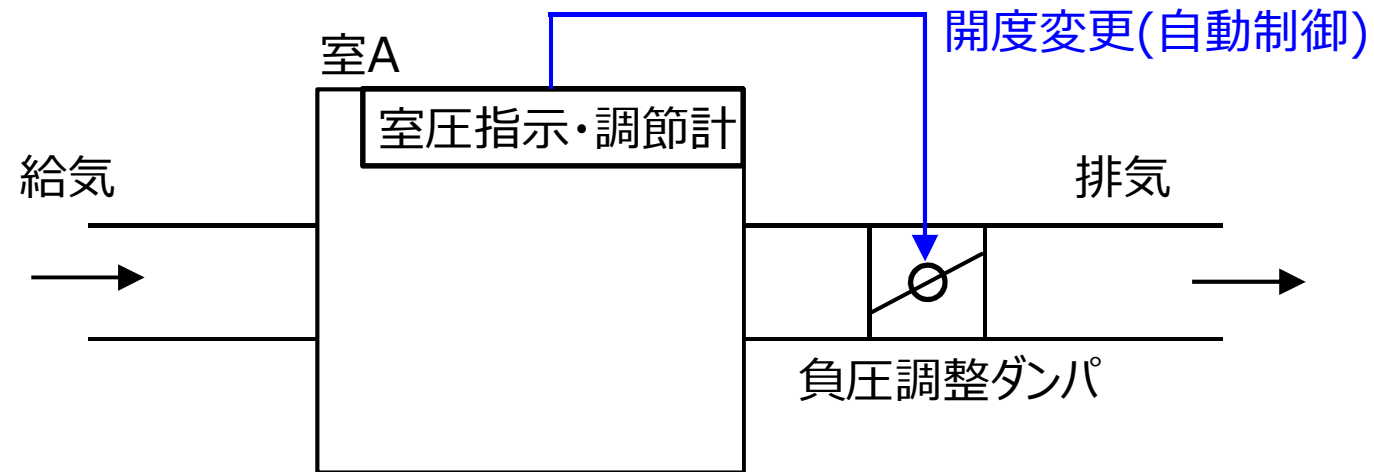 開度変更(自動制御)
室A
室圧指示・調節計
給気
排気
負圧調整ダンパ